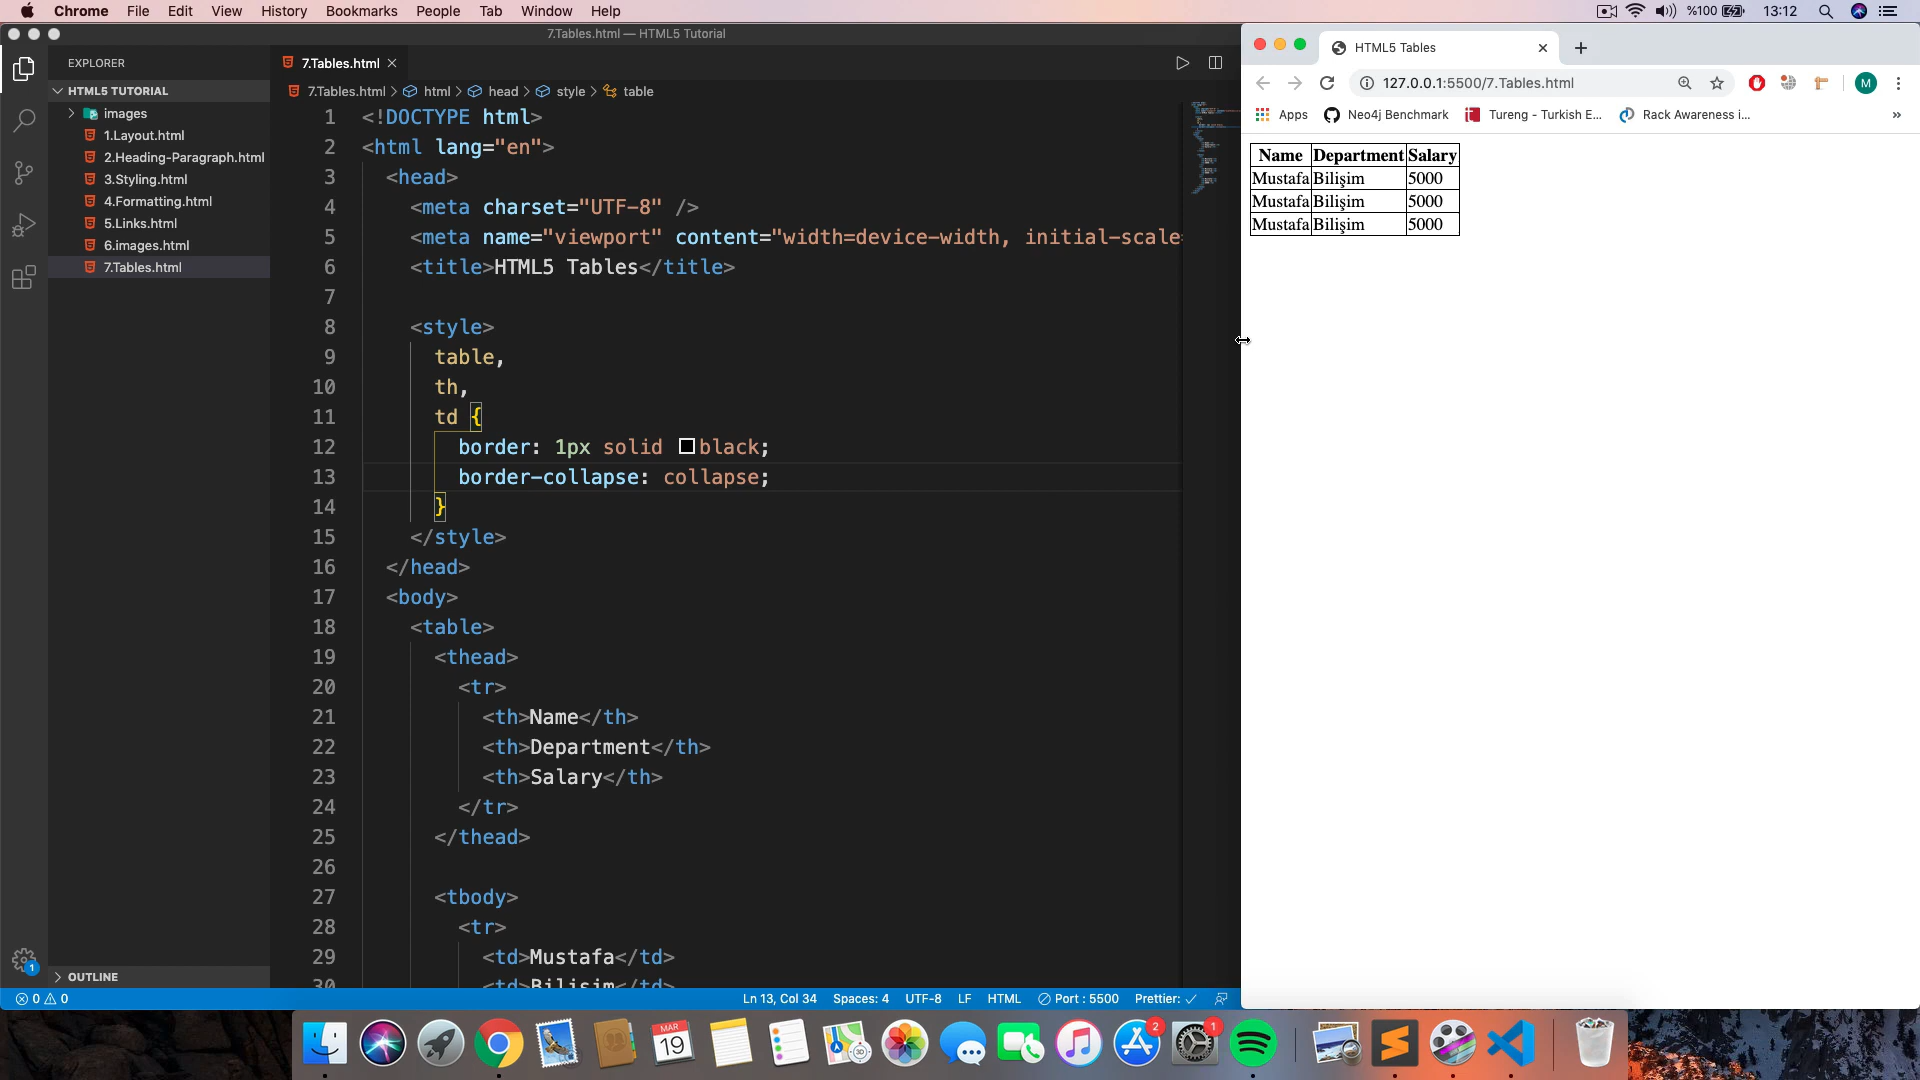 Chrome File Edit View History Bookmarks People Tab Window Help
%100 13:12
7.Tables.html — HTML5 Tutorial
EXPLORER
HTML5 TUTORIAL
images
1.Layout.html
2.Heading-Paragraph.html
3.Styling.html
4.Formatting.html
5.Links.html
6.images.html
7.Tables.html
OUTLINE
1
7.Tables.html
7.Tables.html > html > head > style > table
1 <!DOCTYPE html>
2 <html lang="en">
3 <head>
4 <meta charset="UTF-8" />
5 <meta name="viewport" content="width=device-width, initial-scale=
6 <title>HTML5 Tables</title>
7
8 <style>
9 table,
10 th,
11 td {
12 border: 1px solid black;
13 border-collapse: collapse;
14 }
15 </style>
16 </head>
17 <body>
18 <table>
19 <thead>
20 <tr>
21 <th>Name</th>
22 <th>Department</th>
23 <th>Salary</th>
24 </tr>
25 </thead>
26
27 <tbody>
28 <tr>
29 <td>Mustafa</td>
30 <td>Bilişim</td>
0 0 Ln 13, Col 34 Spaces: 4 UTF-8 LF HTML Port : 5500 Prettier: ✓
HTML5 Tables
127.0.0.1:5500/7.Tables.html
M
Apps Neo4j Benchmark Tureng - Turkish E... Rack Awareness i... »
Name Department Salary
Mustafa Bilişim 5000
Mustafa Bilişim 5000
Mustafa Bilişim 5000
MAR
19
2
1